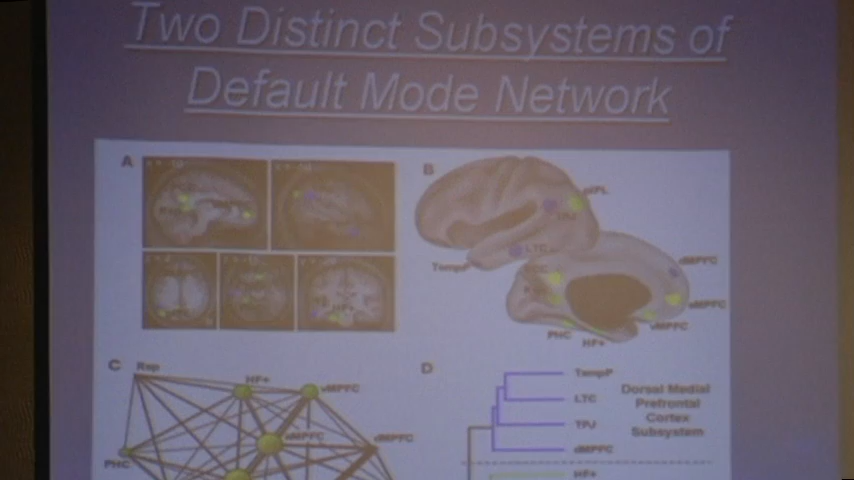 Two Distinct Subsystems of
Default Mode Network
A
B
pIPL
LTC
TempP
dMPFC
aMPFC
vMPFC
PHC
HF+
C
Rsp
HF+
vMPFC
aMPFC
dMPFC
PHC
D
TempP
LTC
TPJ
dMPFC
Dorsal Medial
Prefrontal
Cortex
Subsystem
HF+